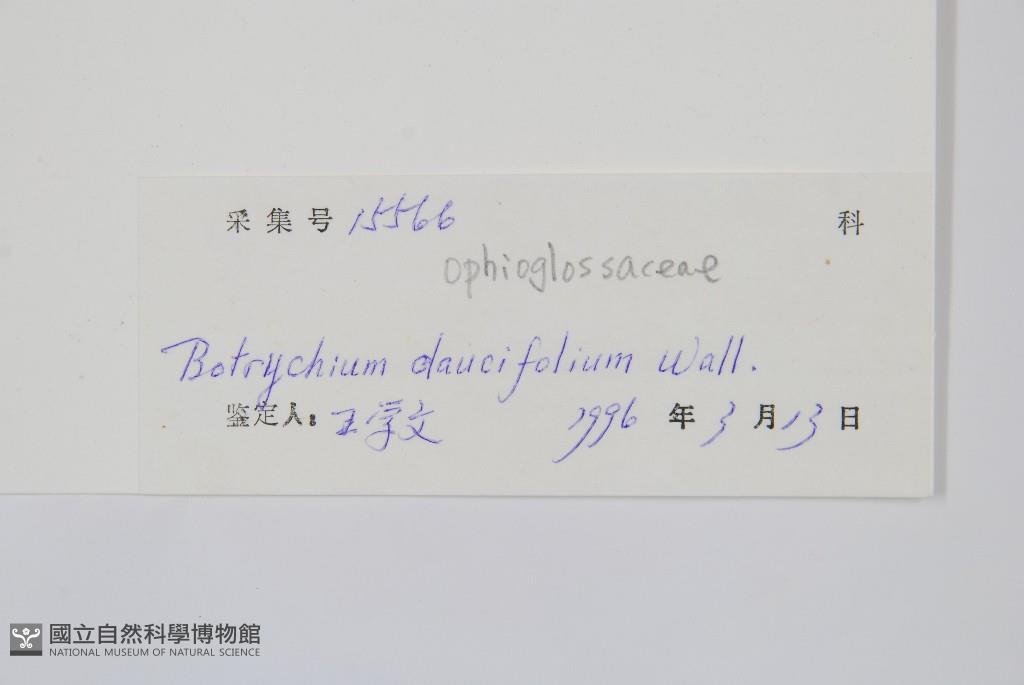 采集号 15566 科
ophioglossaceae
Botrychium daucifolium Wall.
鉴定人: 王学文 1996 年 3 月 13 日
國立自然科學博物館
NATIONAL MUSEUM OF NATURAL SCIENCE